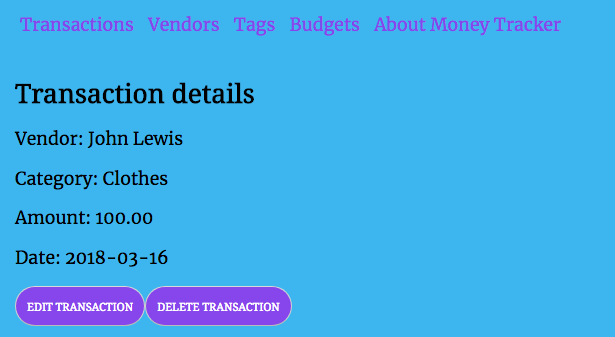 Transactions Vendors Tags Budgets About Money Tracker
Transaction details
Vendor: John Lewis
Category: Clothes
Amount: 100.00
Date: 2018-03-16
EDIT TRANSACTION DELETE TRANSACTION